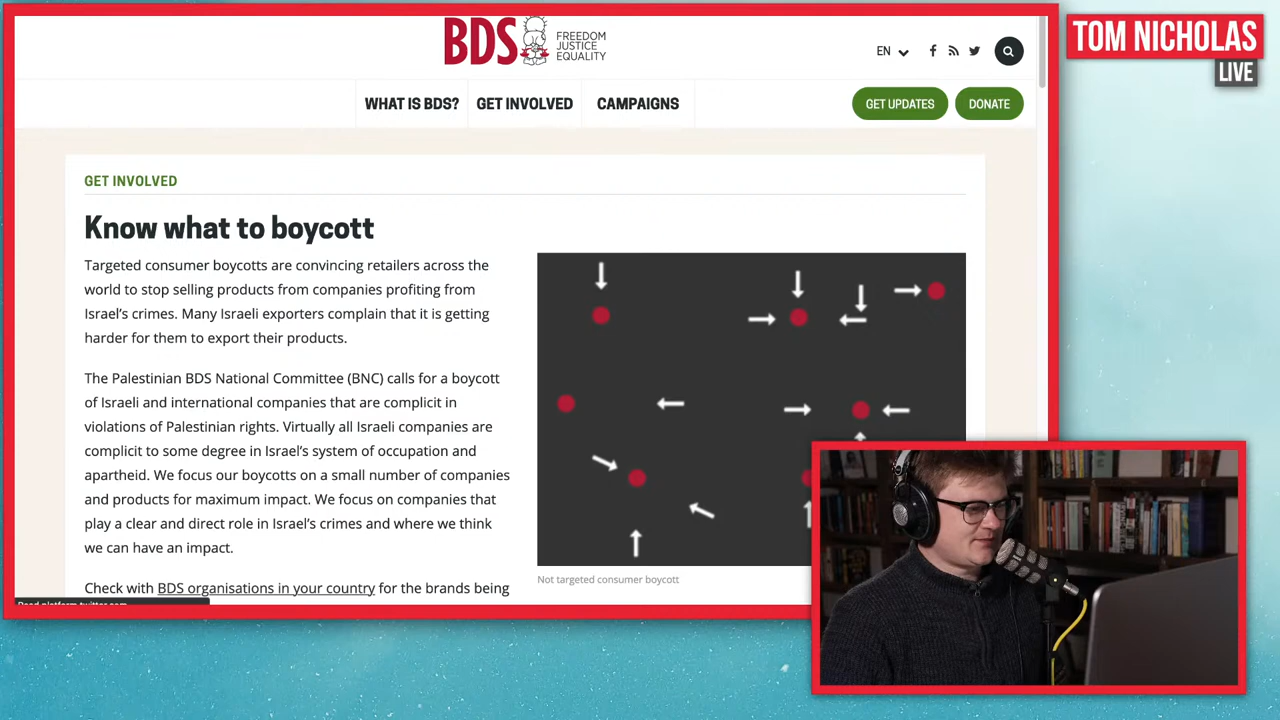 BDS
FREEDOM
JUSTICE
EQUALITY
EN
TOM NICHOLAS
LIVE
WHAT IS BDS?
GET INVOLVED
CAMPAIGNS
GET UPDATES
DONATE
GET INVOLVED
Know what to boycott
Targeted consumer boycotts are convincing retailers across the
world to stop selling products from companies profiting from
Israel's crimes. Many Israeli exporters complain that it is getting
harder for them to export their products.
The Palestinian BDS National Committee (BNC) calls for a boycott
of Israeli and international companies that are complicit in
violations of Palestinian rights. Virtually all Israeli companies are
complicit to some degree in Israel's system of occupation and
apartheid. We focus our boycotts on a small number of companies
and products for maximum impact. We focus on companies that
play a clear and direct role in Israel's crimes and where we think
we can have an impact.
Check with BDS organisations in your country for the brands being
Not targeted consumer boycott